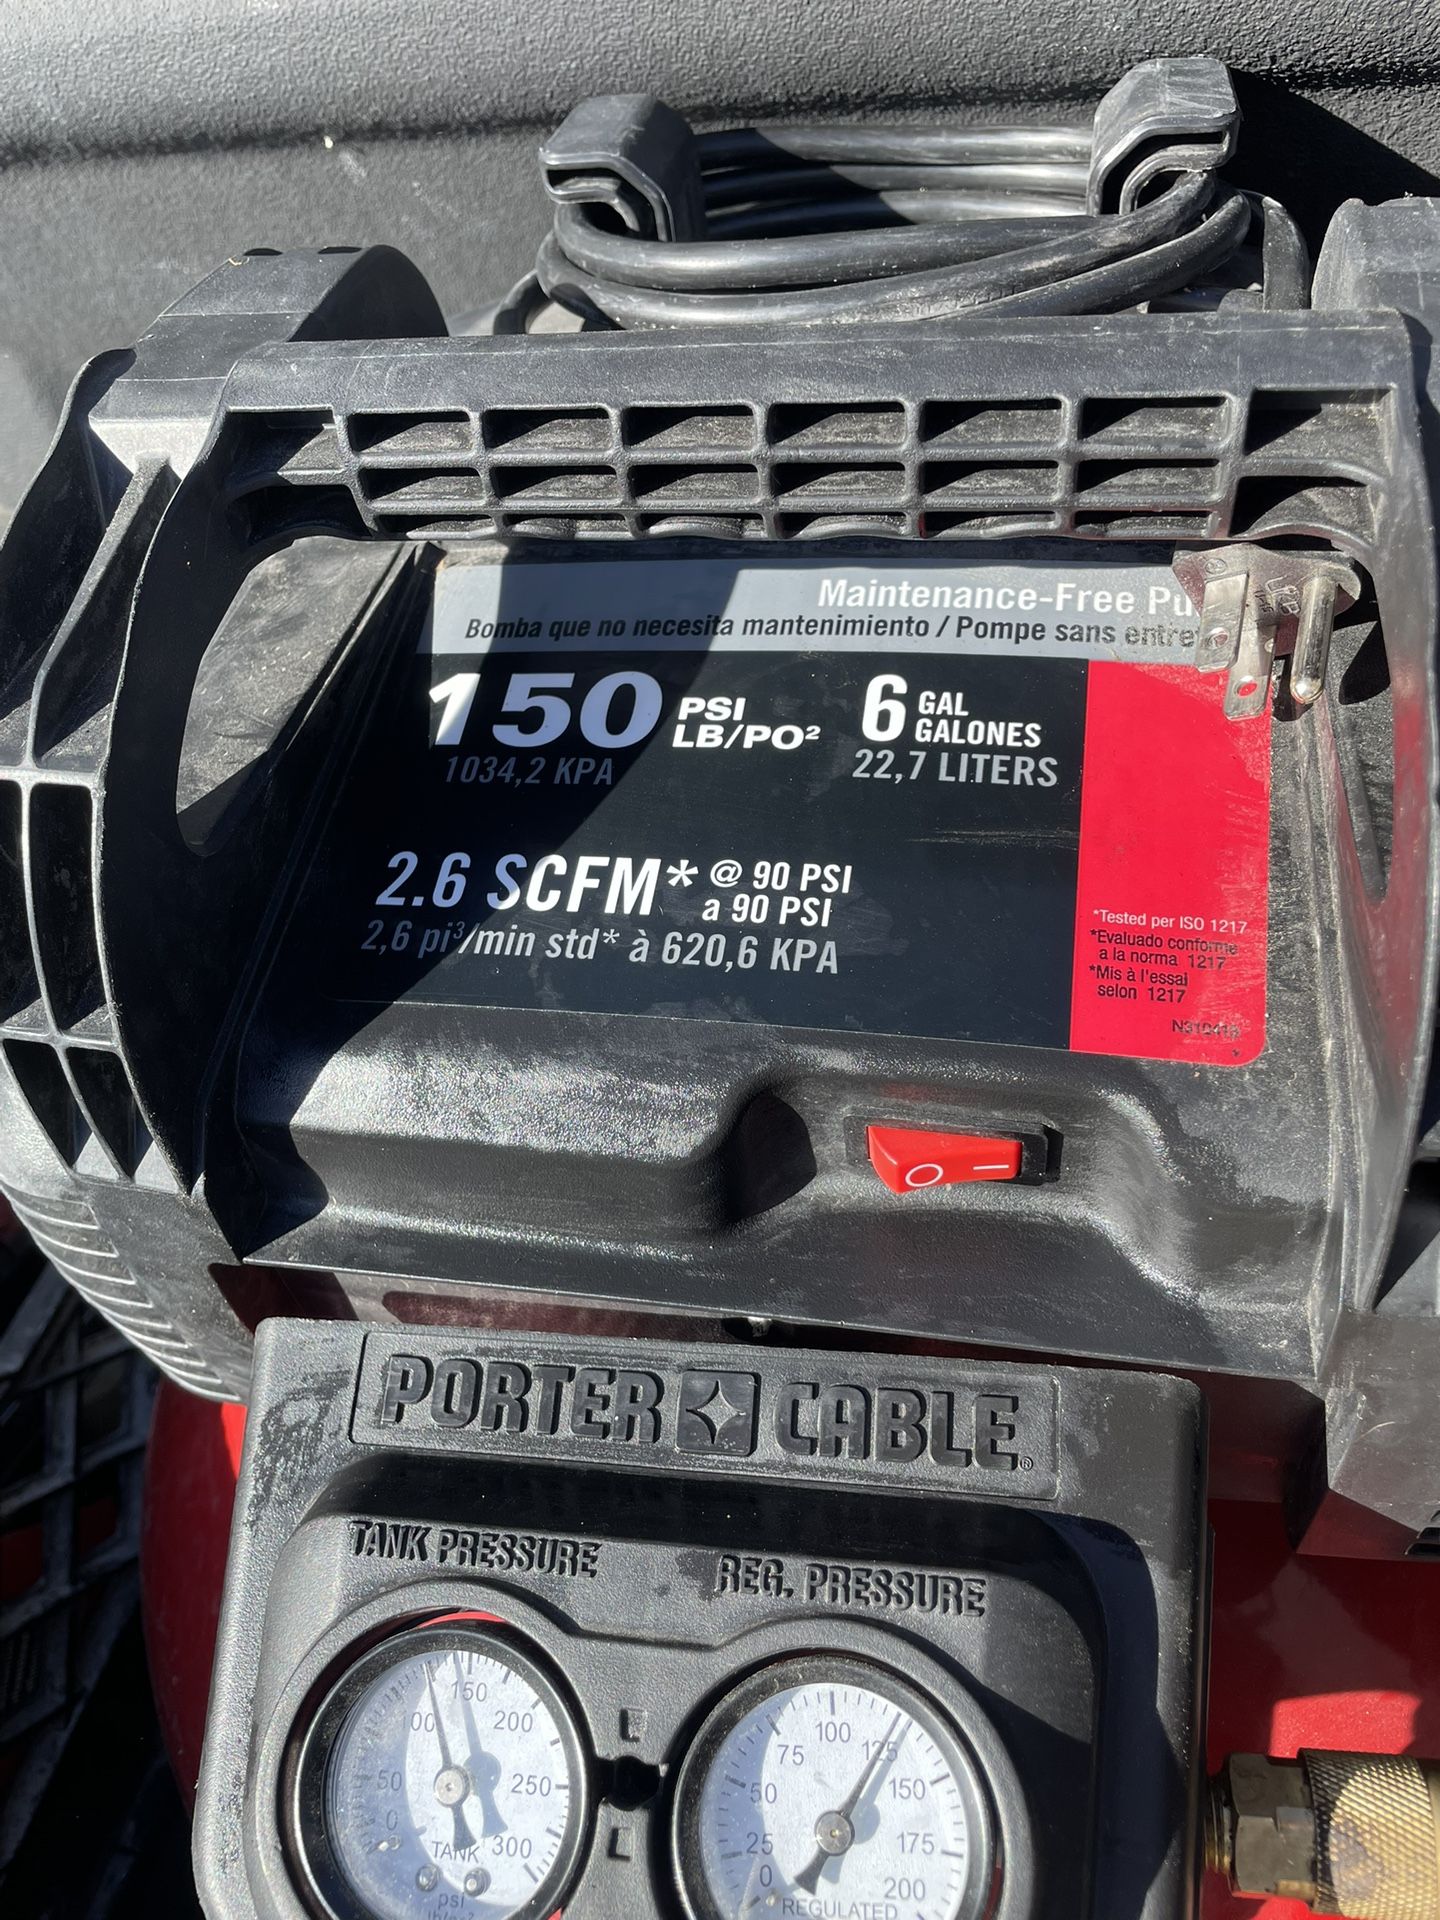 Maintenance-Free
Bomba que no necesita mantenimiento / Pompe sans
150 PSI
LB/PO²
1034,2 KPA
6 GAL
GALONES
22,7 LITERS
2.6 SCFM* @ 90 PSI
a 90 PSI
2,6 pi³/min std* à 620,6 KPA
*Tested per ISO 1217
*Evaluado conforme
a la norma 1217
*Mis à l'essai
selon 1217
PORTER CABLE®
TANK PRESSURE
REG. PRESSURE
0 50 100 150 200 250 300
TANK
psi
0 25 50 75 100 125 150 175 200
REGULATED